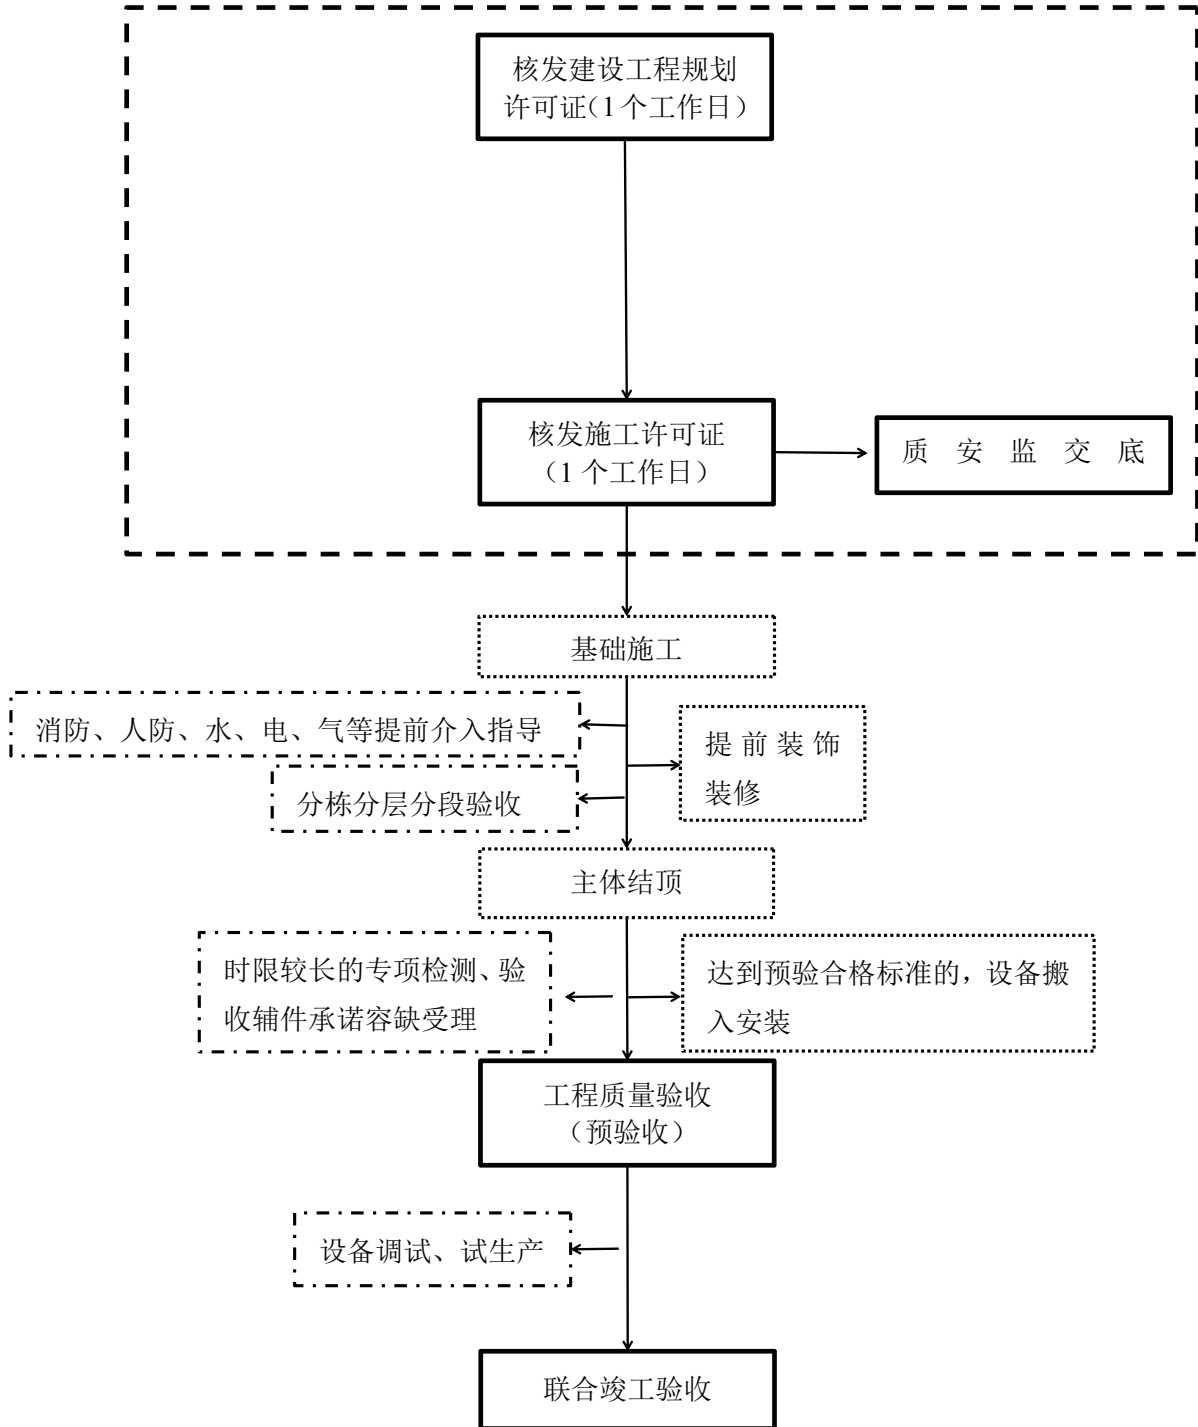 核发建设工程规划
许可证（1个工作日）
核发施工许可证
（1个工作日）
质安监交底
基础施工
消防、人防、水、电、气等提前介入指导
提前装饰
装修
分栋分层分段验收
主体结顶
时限较长的专项检测、验
收辅件承诺容缺受理
达到预验合格标准的，设备搬
入安装
工程质量验收
（预验收）
设备调试、试生产
联合竣工验收